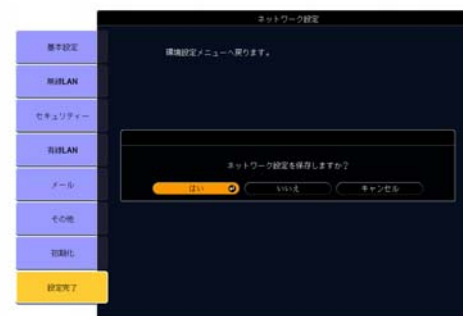 ネットワーク設定
基本設定
無線LAN
セキュリティー
有線LAN
メール
その他
初期化
設定完了
環境設定メニューへ戻ります。
ネットワーク設定を保存しますか?
はい
いいえ
キャンセル